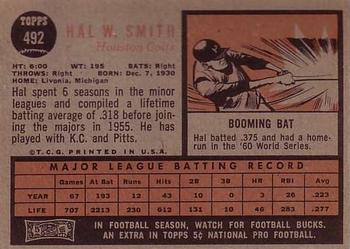 TOPPS
492
HAL W. SMITH
Houston Colts
HT: 6:00 WT: 195 BATS: Right
THROWS: Right BORN: Dec. 7, 1930
HOME: Livonia, Michigan
Hal spent 6 seasons in the minor
leagues and compiled a lifetime
batting average of .318 before
joining the majors in 1955. He has
played with K.C. and Pitts.
©T.C.G. PRINTED IN U.S.A.
BOOMING BAT
Hal batted .375 and had a home-
run in the '60 World Series.
MAJOR LEAGUE BATTING RECORD
Games At Bat Runs Hits 2B 3B HR RBI Avg.
YEAR 67 193 12 43 10 0 3 26 .223
LIFE 707 2213 230 612 130 10 46 283 .277
IN FOOTBALL SEASON, WATCH FOR FOOTBALL BUCKS.
AN EXTRA IN TOPPS 5¢ NATIONAL PRO FOOTBALL.